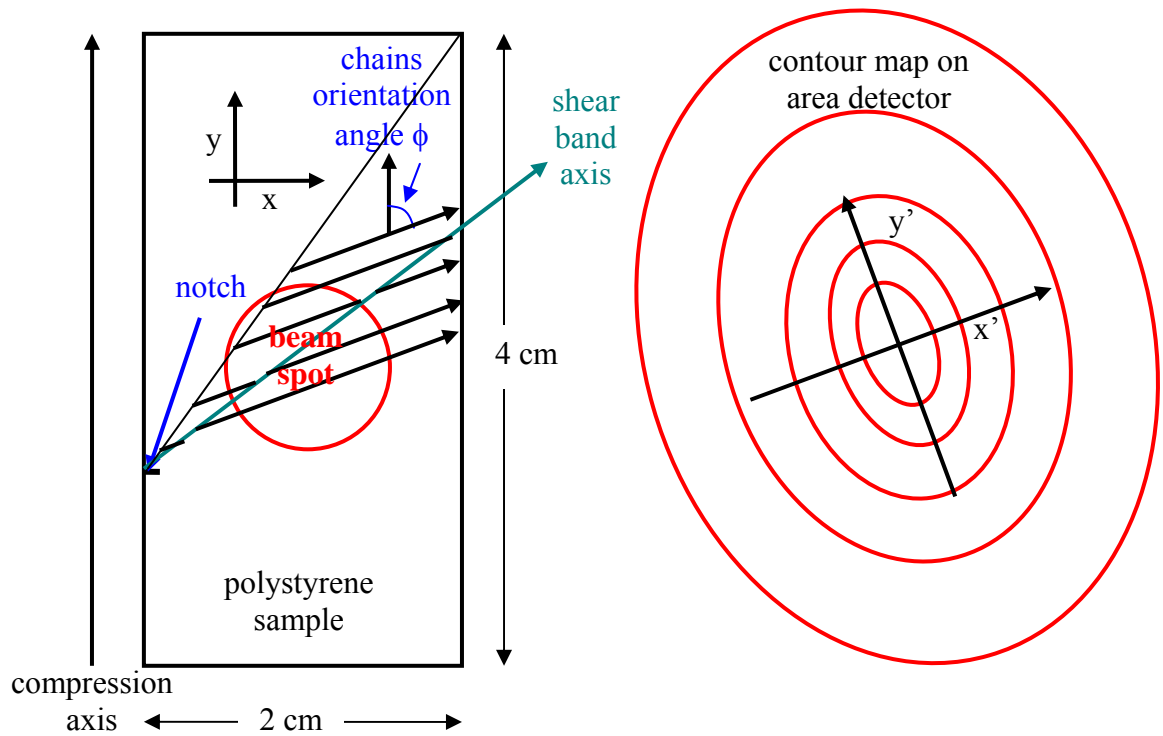 chains
orientation
angle ϕ
y
x
shear
band
axis
notch
beam
spot
4 cm
polystyrene
sample
compression
axis
2 cm
contour map on
area detector
y’
x’